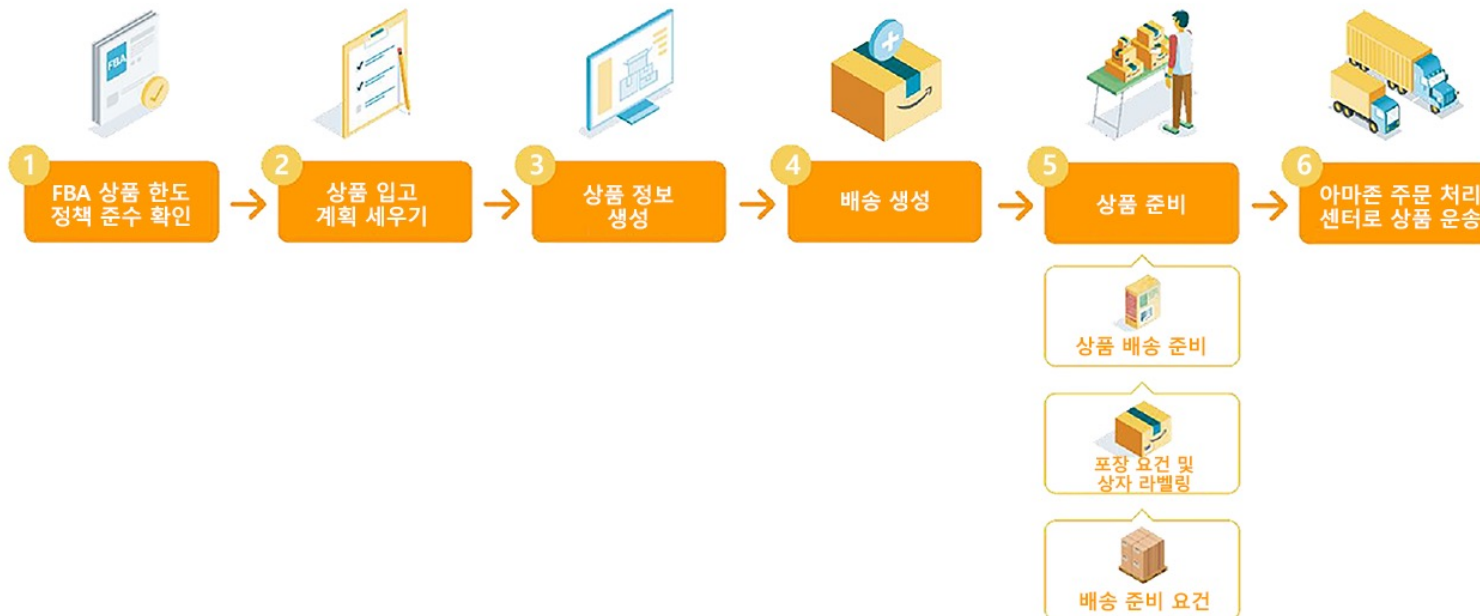 FBA
1
FBA 상품 한도
정책 준수 확인
2
상품 입고
계획 세우기
3
상품 정보
생성
4
배송 생성
5
상품 준비
6
아마존 주문 처리
센터로 상품 운송
상품 배송 준비
포장 요건 및
상자 라벨링
배송 준비 요건